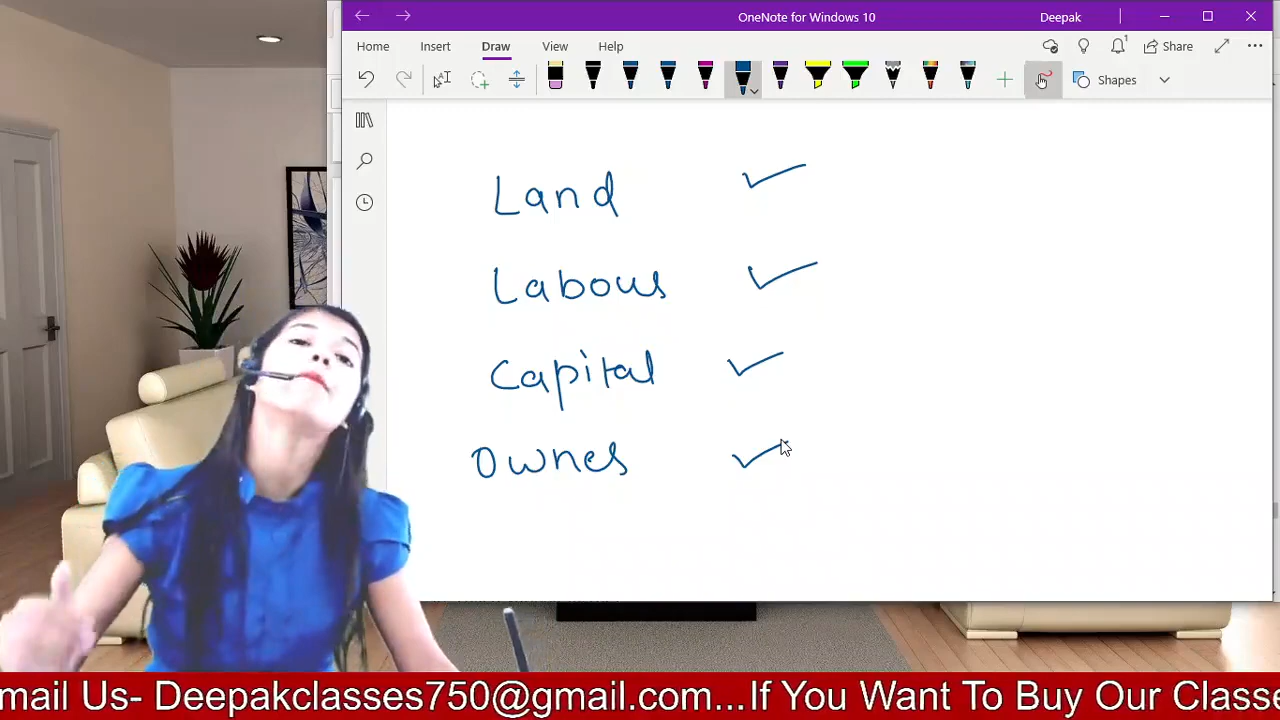 OneNote for Windows 10 Deepak
Home Insert Draw View Help Share
Shapes
Land
Labour
Capital
Owner
mail Us- Deepakclasses750@gmail.com...If You Want To Buy Our Classe